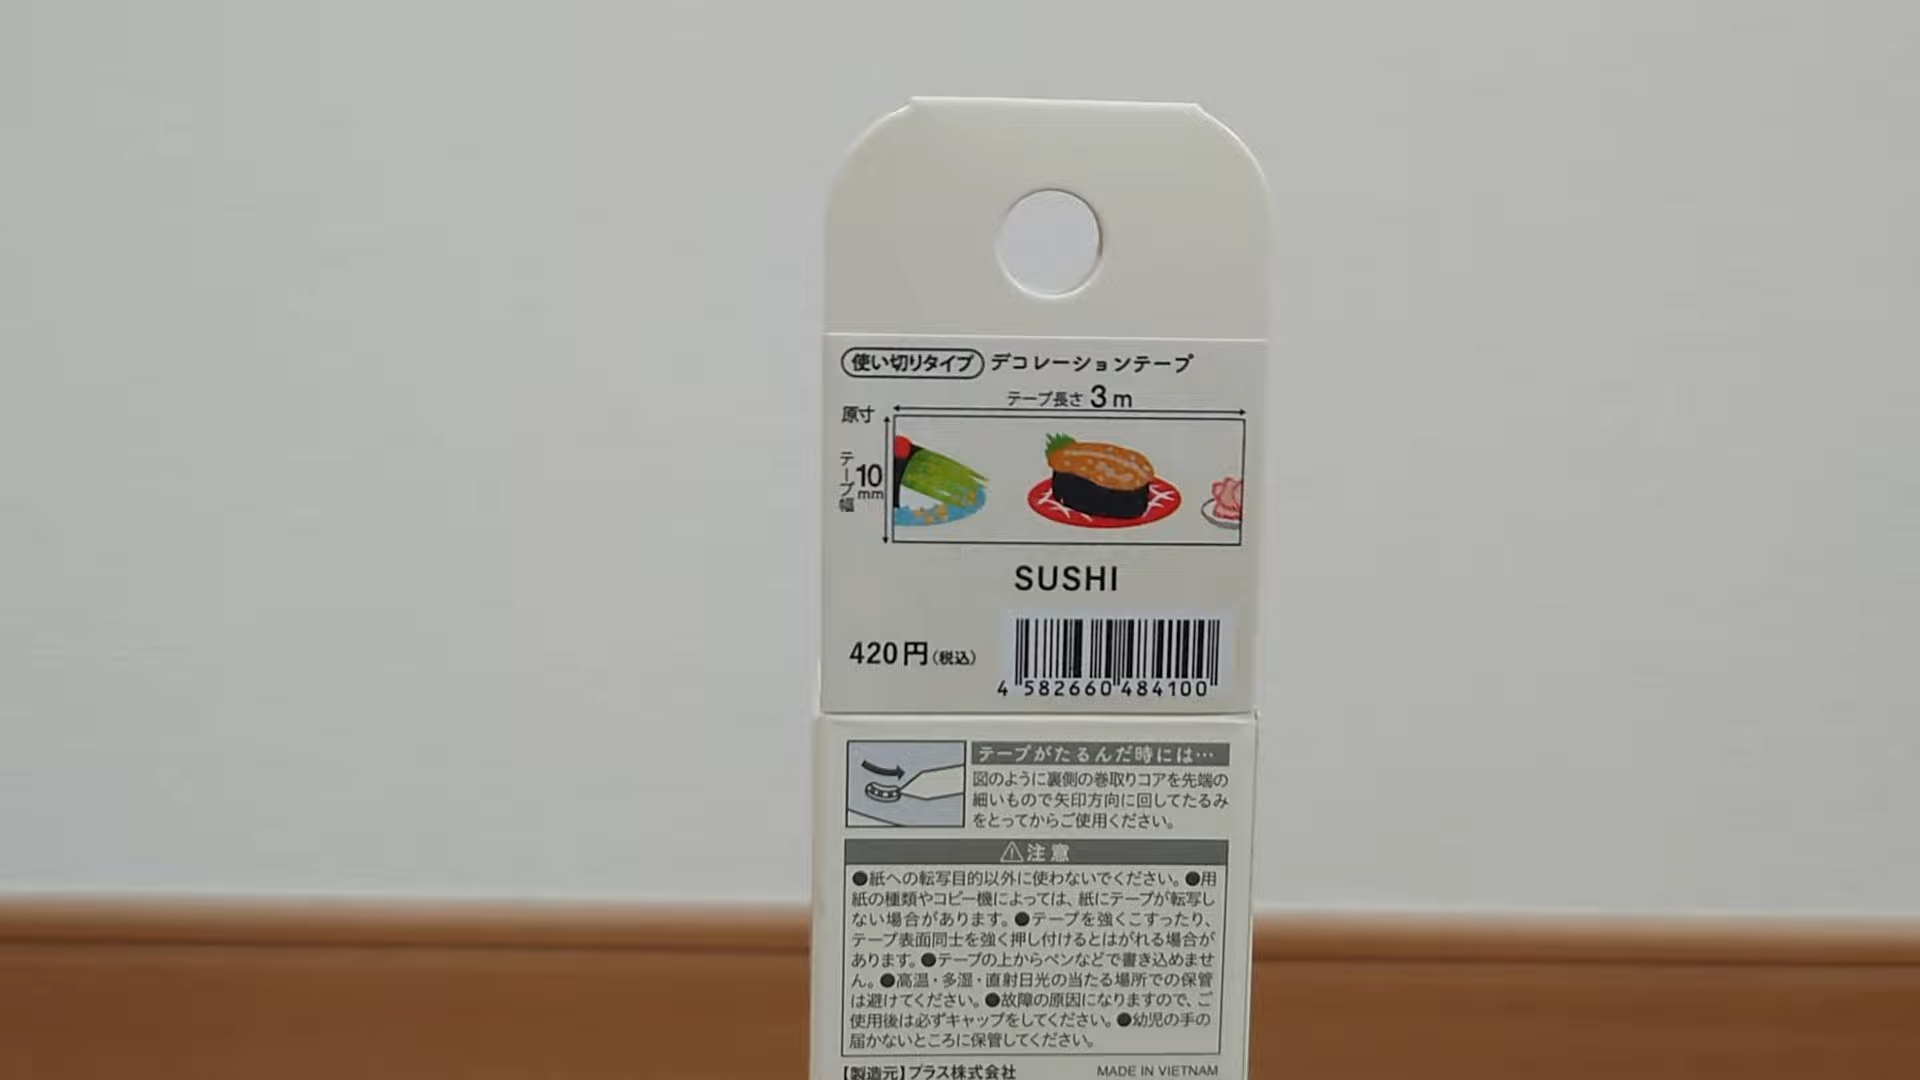 使い切りタイプ デコレーションテープ
テープ長さ 3m
原寸
テープ幅 10mm
SUSHI
420円(税込)
4 582660 484100
テープがたるんだ時には…
図のように裏側の巻取りコアを先端の
細いもので矢印方向に回してたるみ
をとってからご使用ください。
⚠注意
●紙への転写目的以外に使わないでください。●用
紙の種類やコピー機によっては、紙にテープが転写し
ない場合があります。●テープを強くこすったり、
テープ表面同士を強く押し付けるとはがれる場合が
あります。●テープの上からペンなどで書き込めませ
ん。●高温・多湿・直射日光の当たる場所での保管
は避けてください。●故障の原因になりますので、ご
使用後は必ずキャップをしてください。●幼児の手の
届かないところに保管してください。
【製造元】プラス株式会社 MADE IN VIETNAM